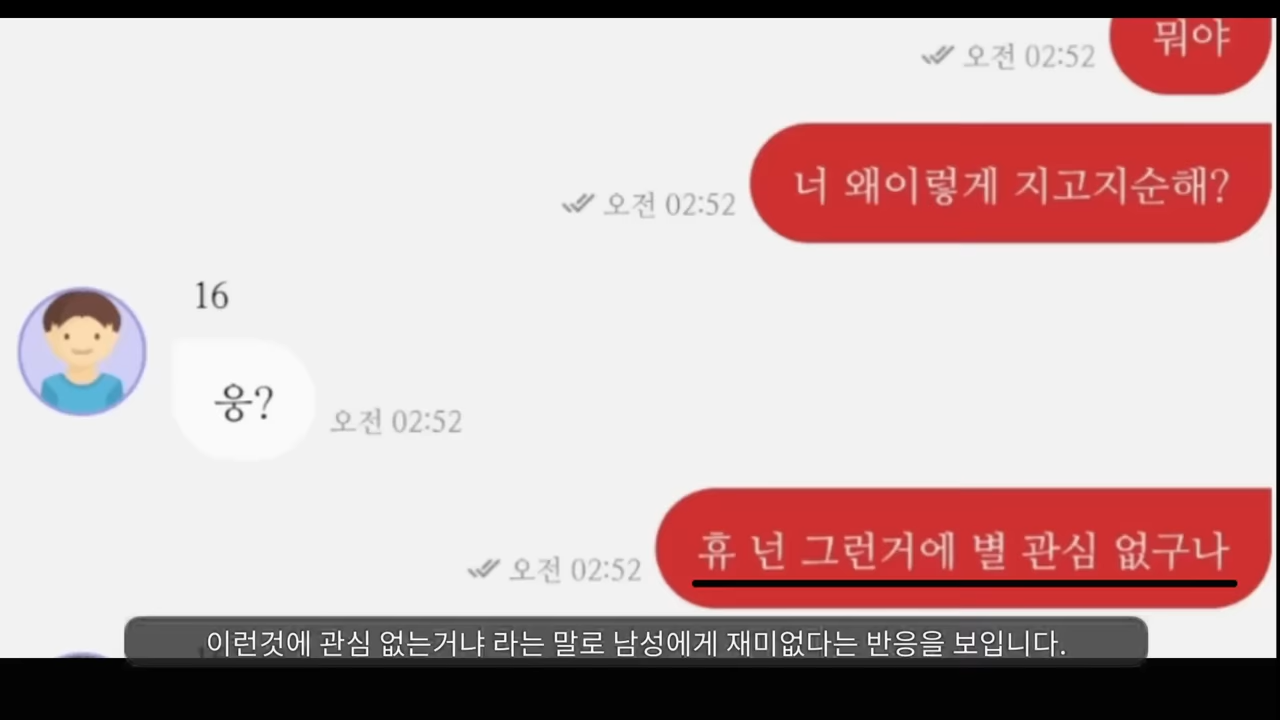 뭐야
오전 02:52
너 왜이렇게 지고지순해?
오전 02:52
16
웅?
오전 02:52
휴 넌 그런거에 별 관심 없구나
오전 02:52
이런것에 관심 없는거냐 라는 말로 남성에게 재미없다는 반응을 보입니다.